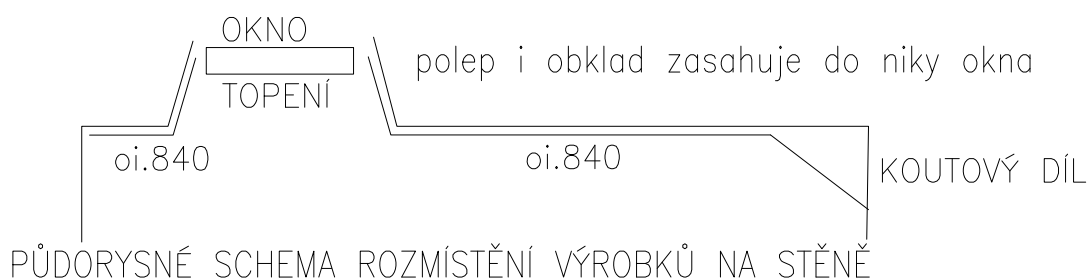 OKNO
polep i obklad zasahuje do niky okna
TOPENÍ
oi.840
oi.840
KOUTOVÝ DÍL
PŮDORYSNÉ SCHEMA ROZMÍSTĚNÍ VÝROBKŮ NA STĚNĚ